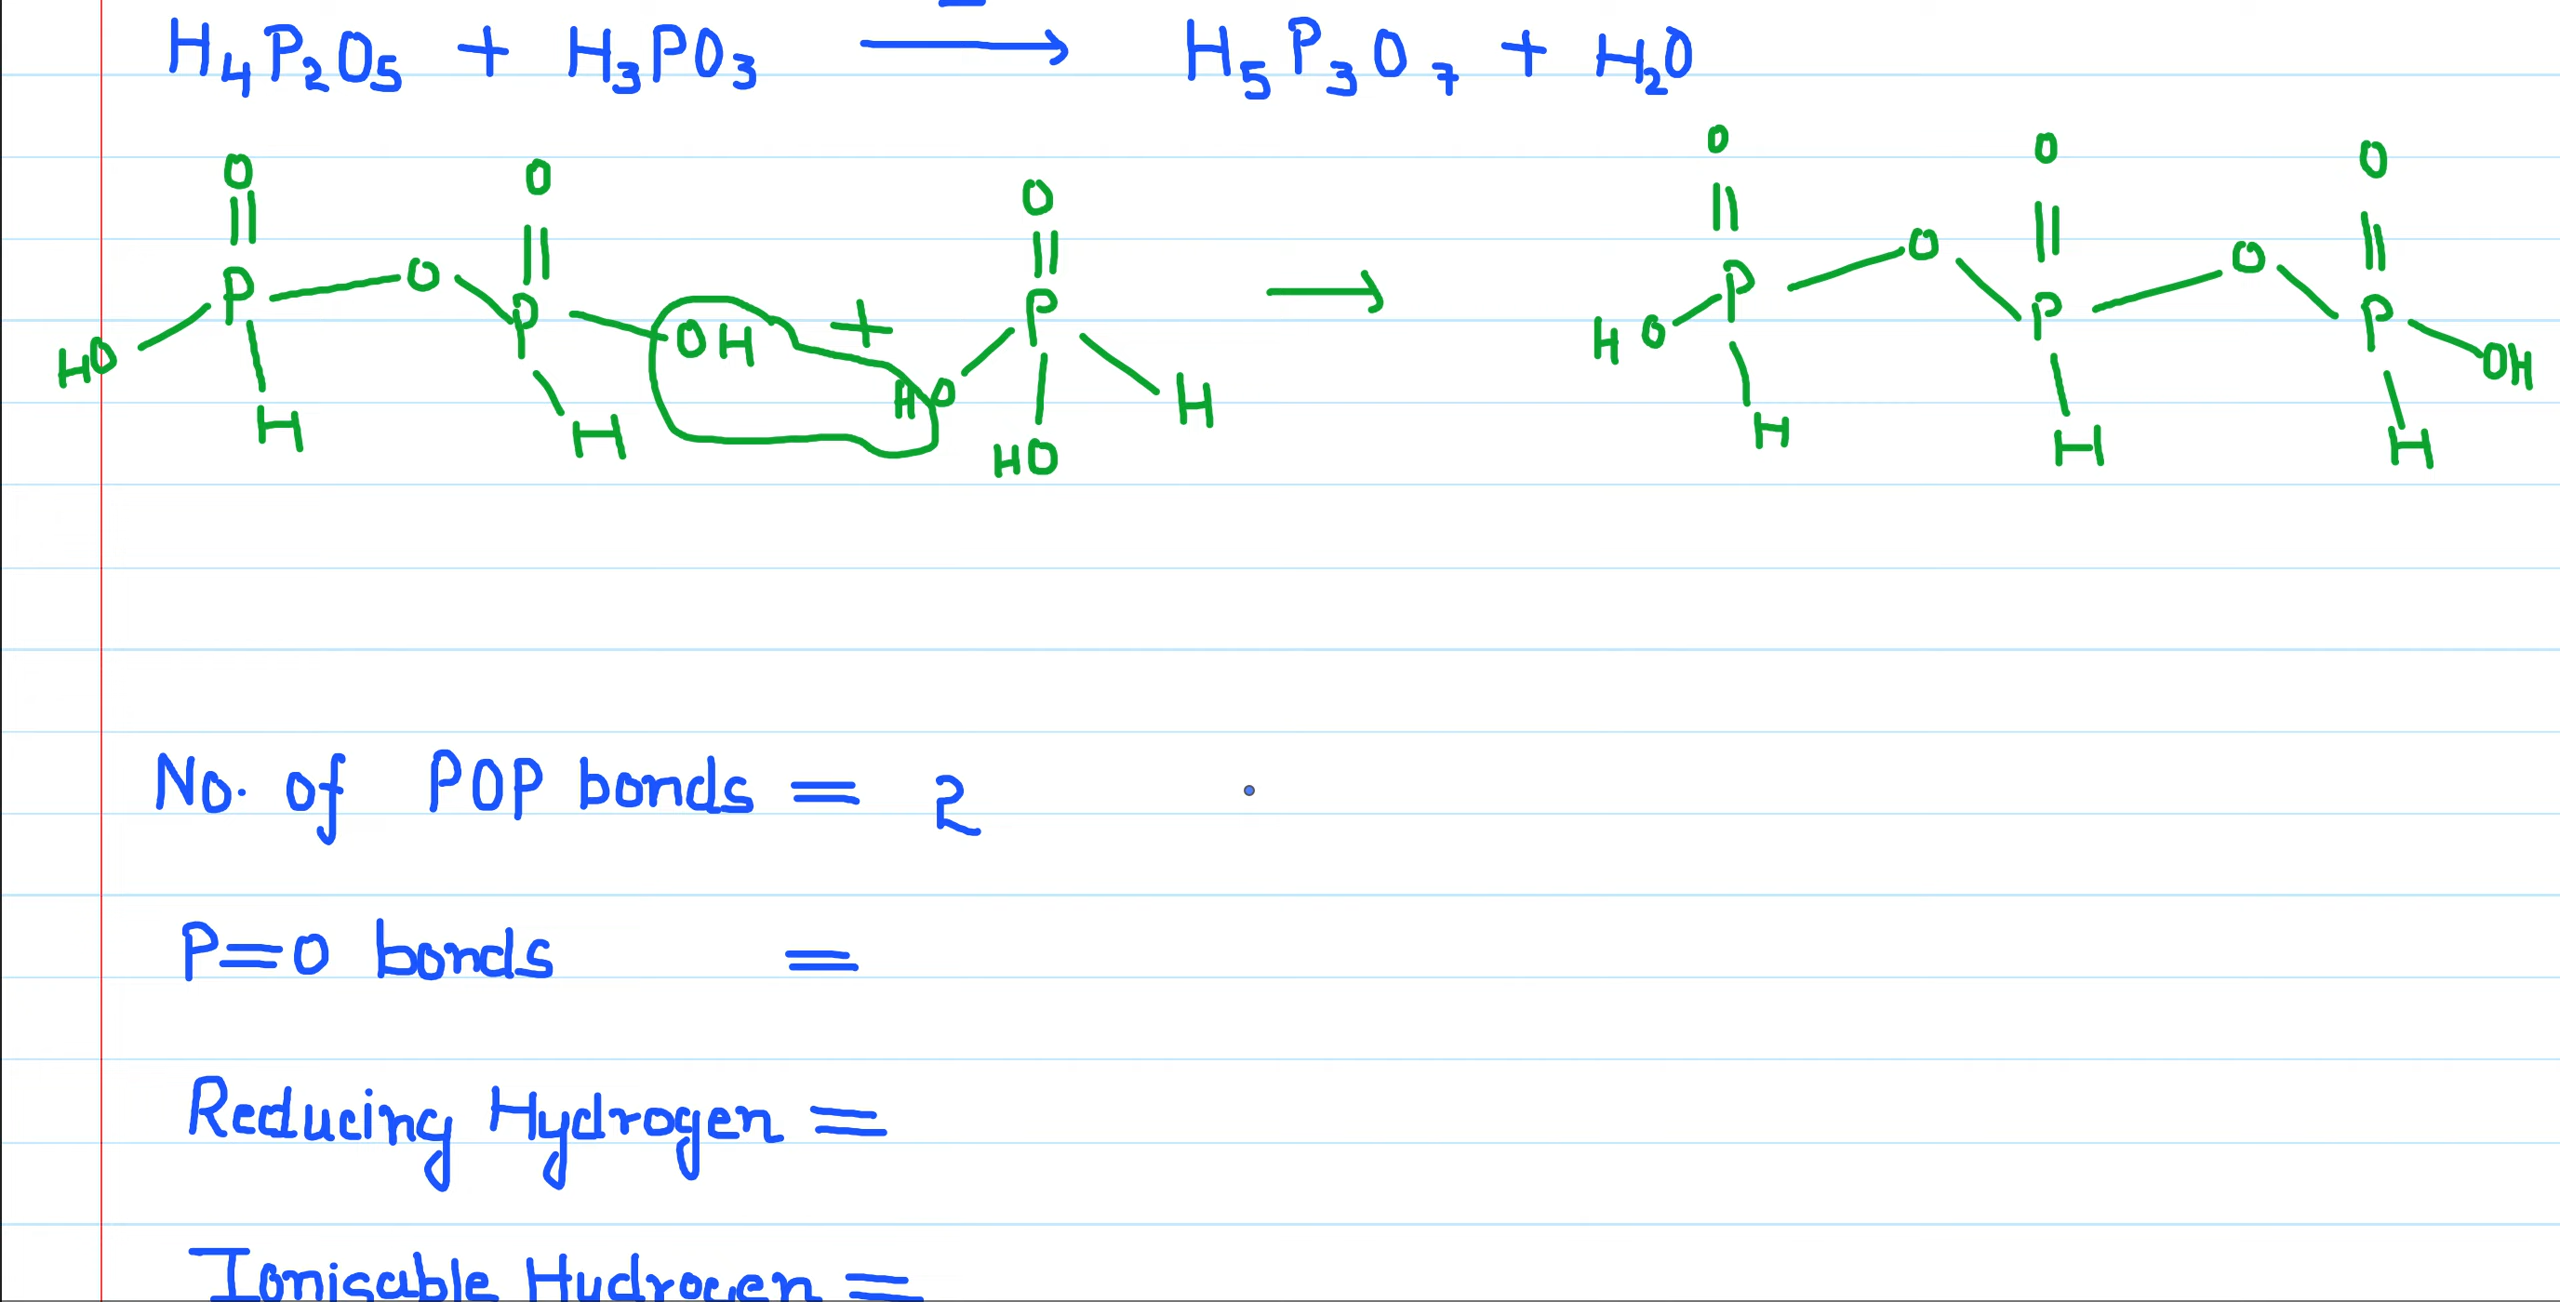 H₄P₂O₅ + H₃PO₃ ⟶ H₅P₃O₇ + H₂O
O O O O O O
P O P OH + P ⟶ P O P O P
HO H H HO H HO H H OH H
HO
No. of POP bonds = 2
P=O bonds =
Reducing Hydrogen =
Ionisable Hydrogen =